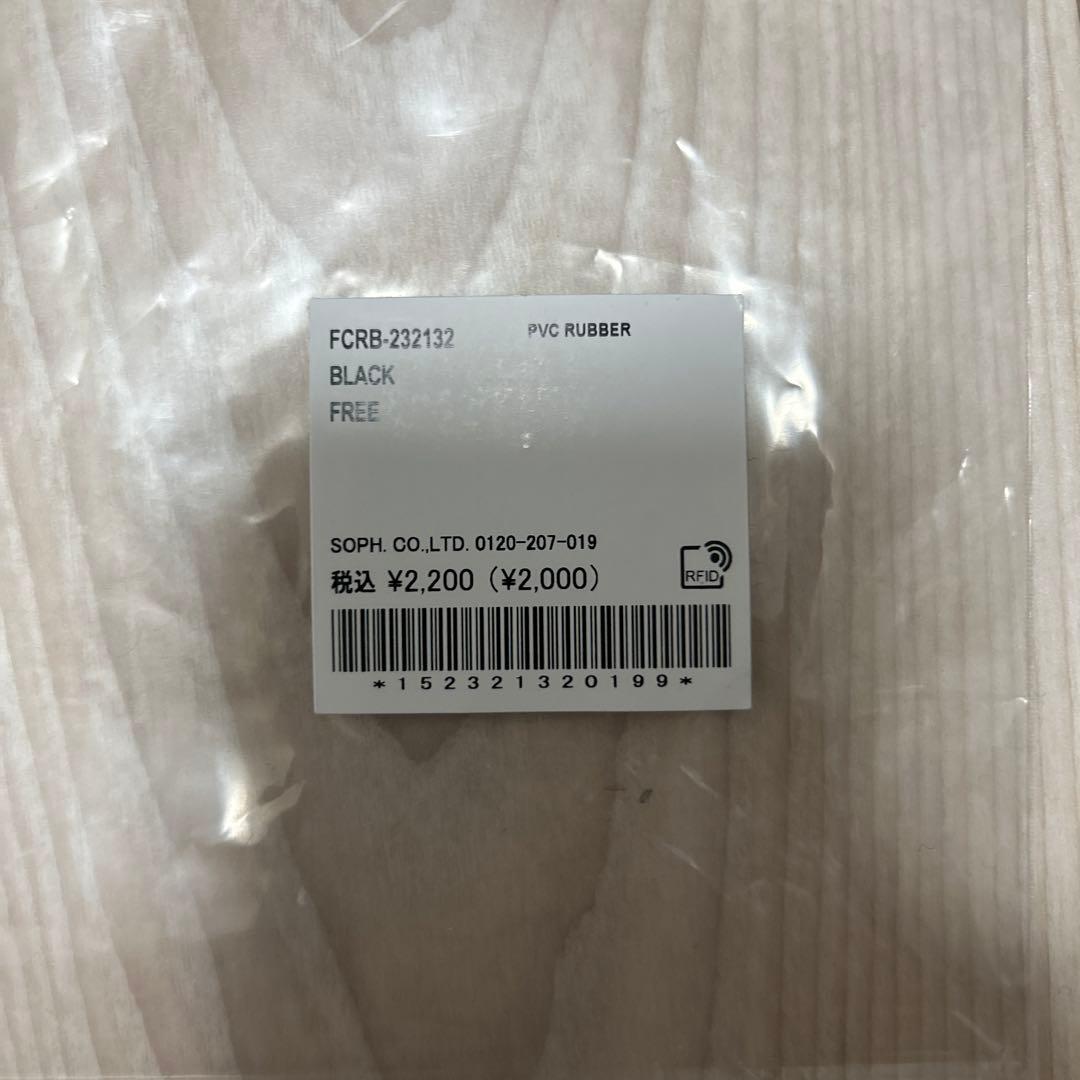 FCRB-232132 PVC RUBBER
BLACK
FREE
SOPH. CO.,LTD. 0120-207-019
RFID
税込 ¥2,200 (¥2,000)
*152321320199*